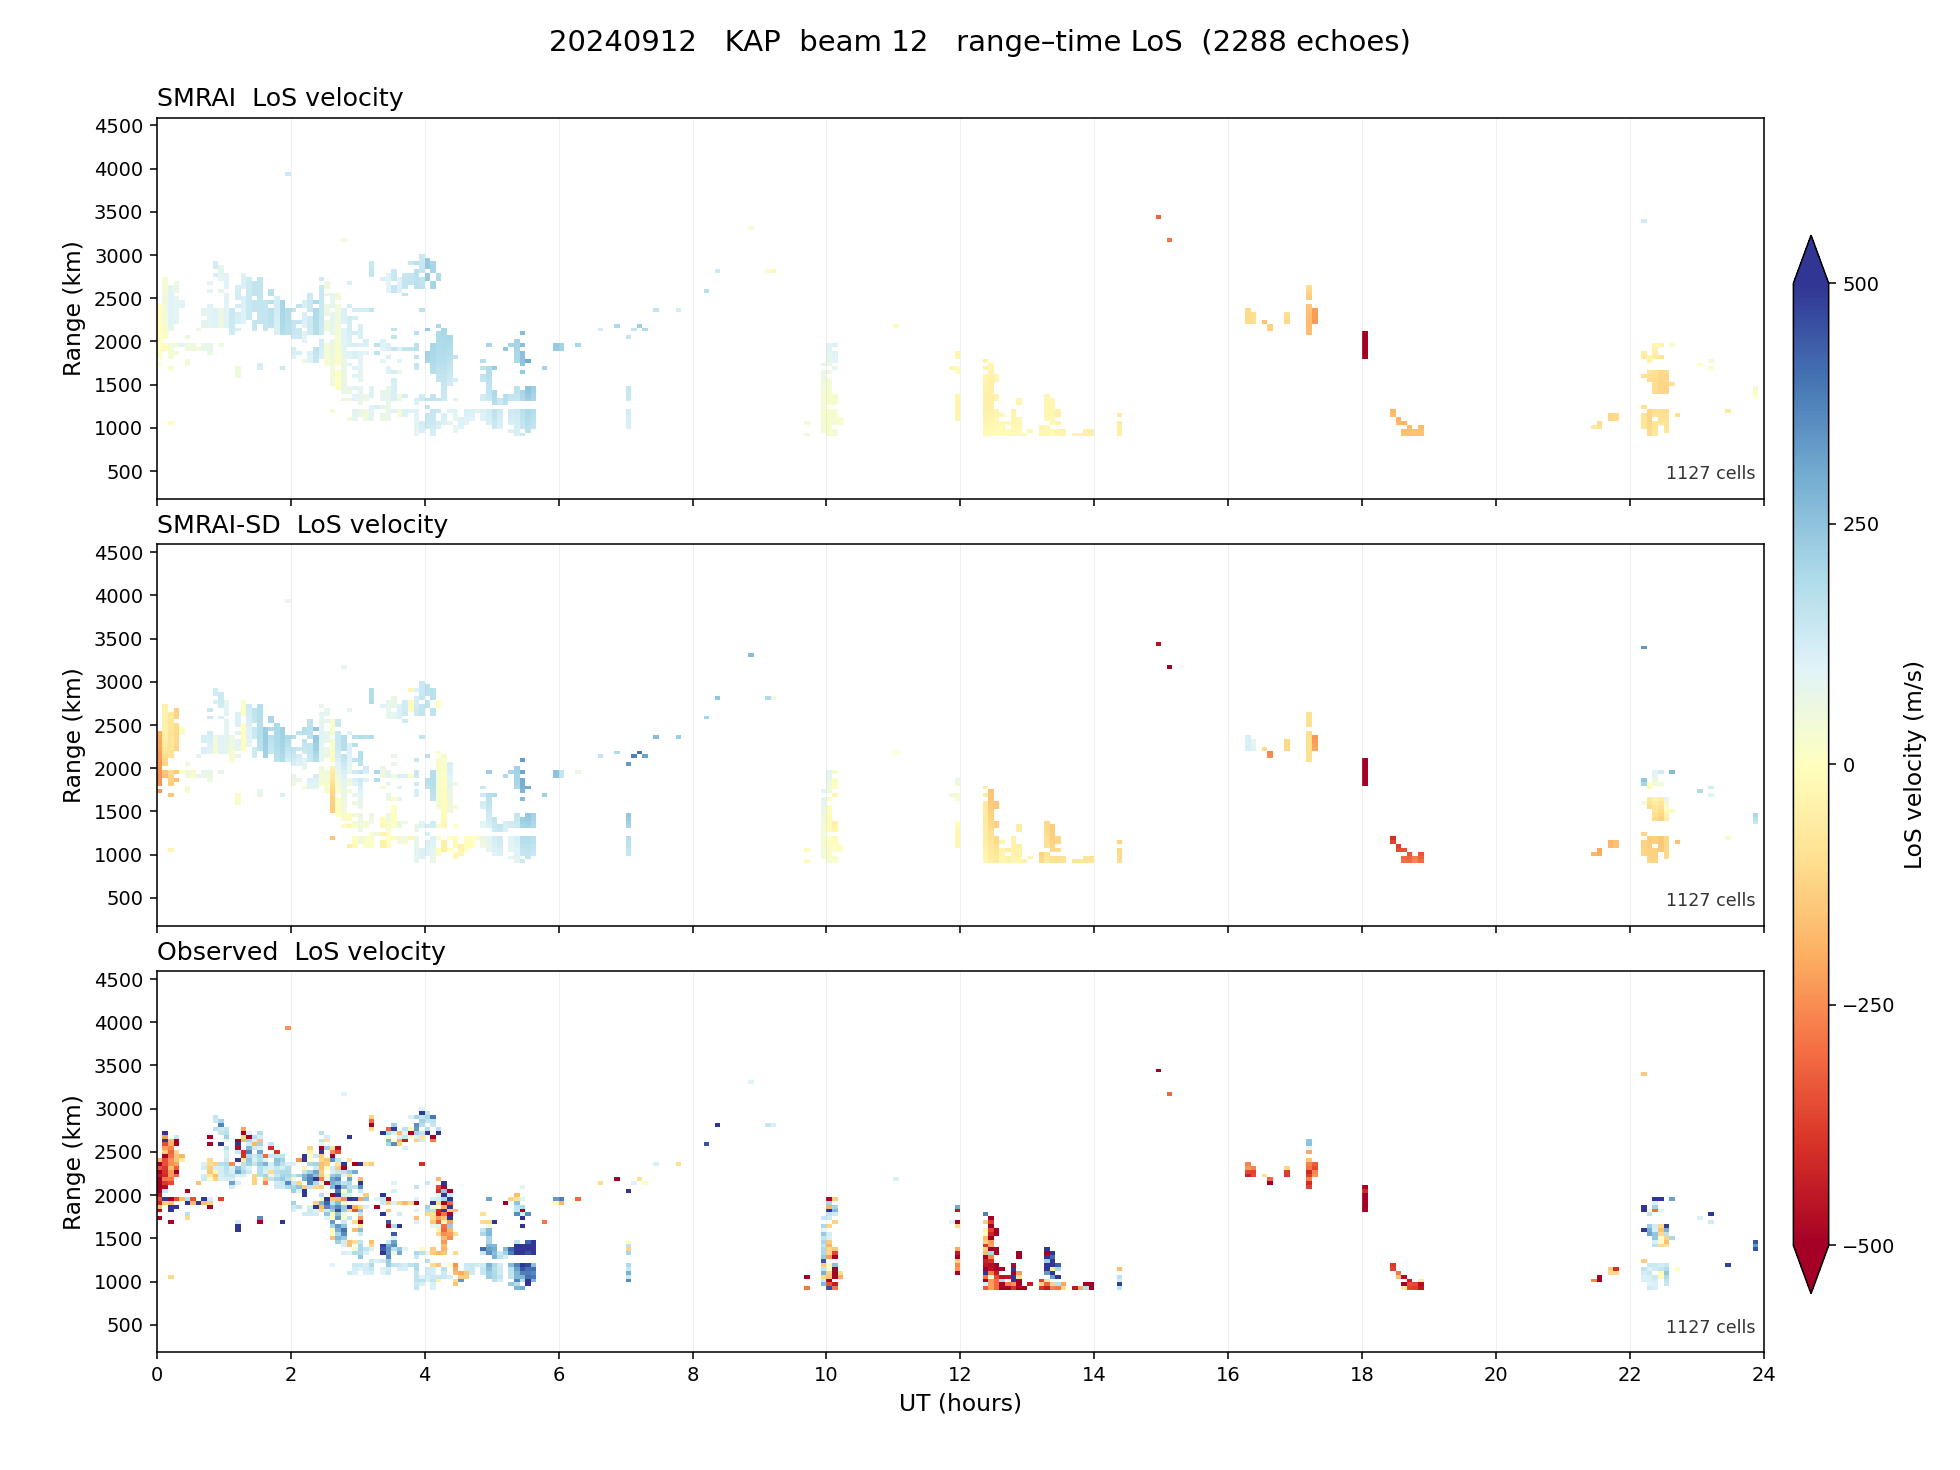 20240912   KAP  beam 12   range–time LoS  (2288 echoes)
SMRAI  LoS velocity
4500
4000
3500
3000
2500
2000
1500
1000
500
Range (km)
1127 cells
SMRAI-SD  LoS velocity
4500
4000
3500
3000
2500
2000
1500
1000
500
Range (km)
1127 cells
Observed  LoS velocity
4500
4000
3500
3000
2500
2000
1500
1000
500
Range (km)
1127 cells
0 2 4 6 8 10 12 14 16 18 20 22 24
UT (hours)
500
250
0
−250
−500
LoS velocity (m/s)